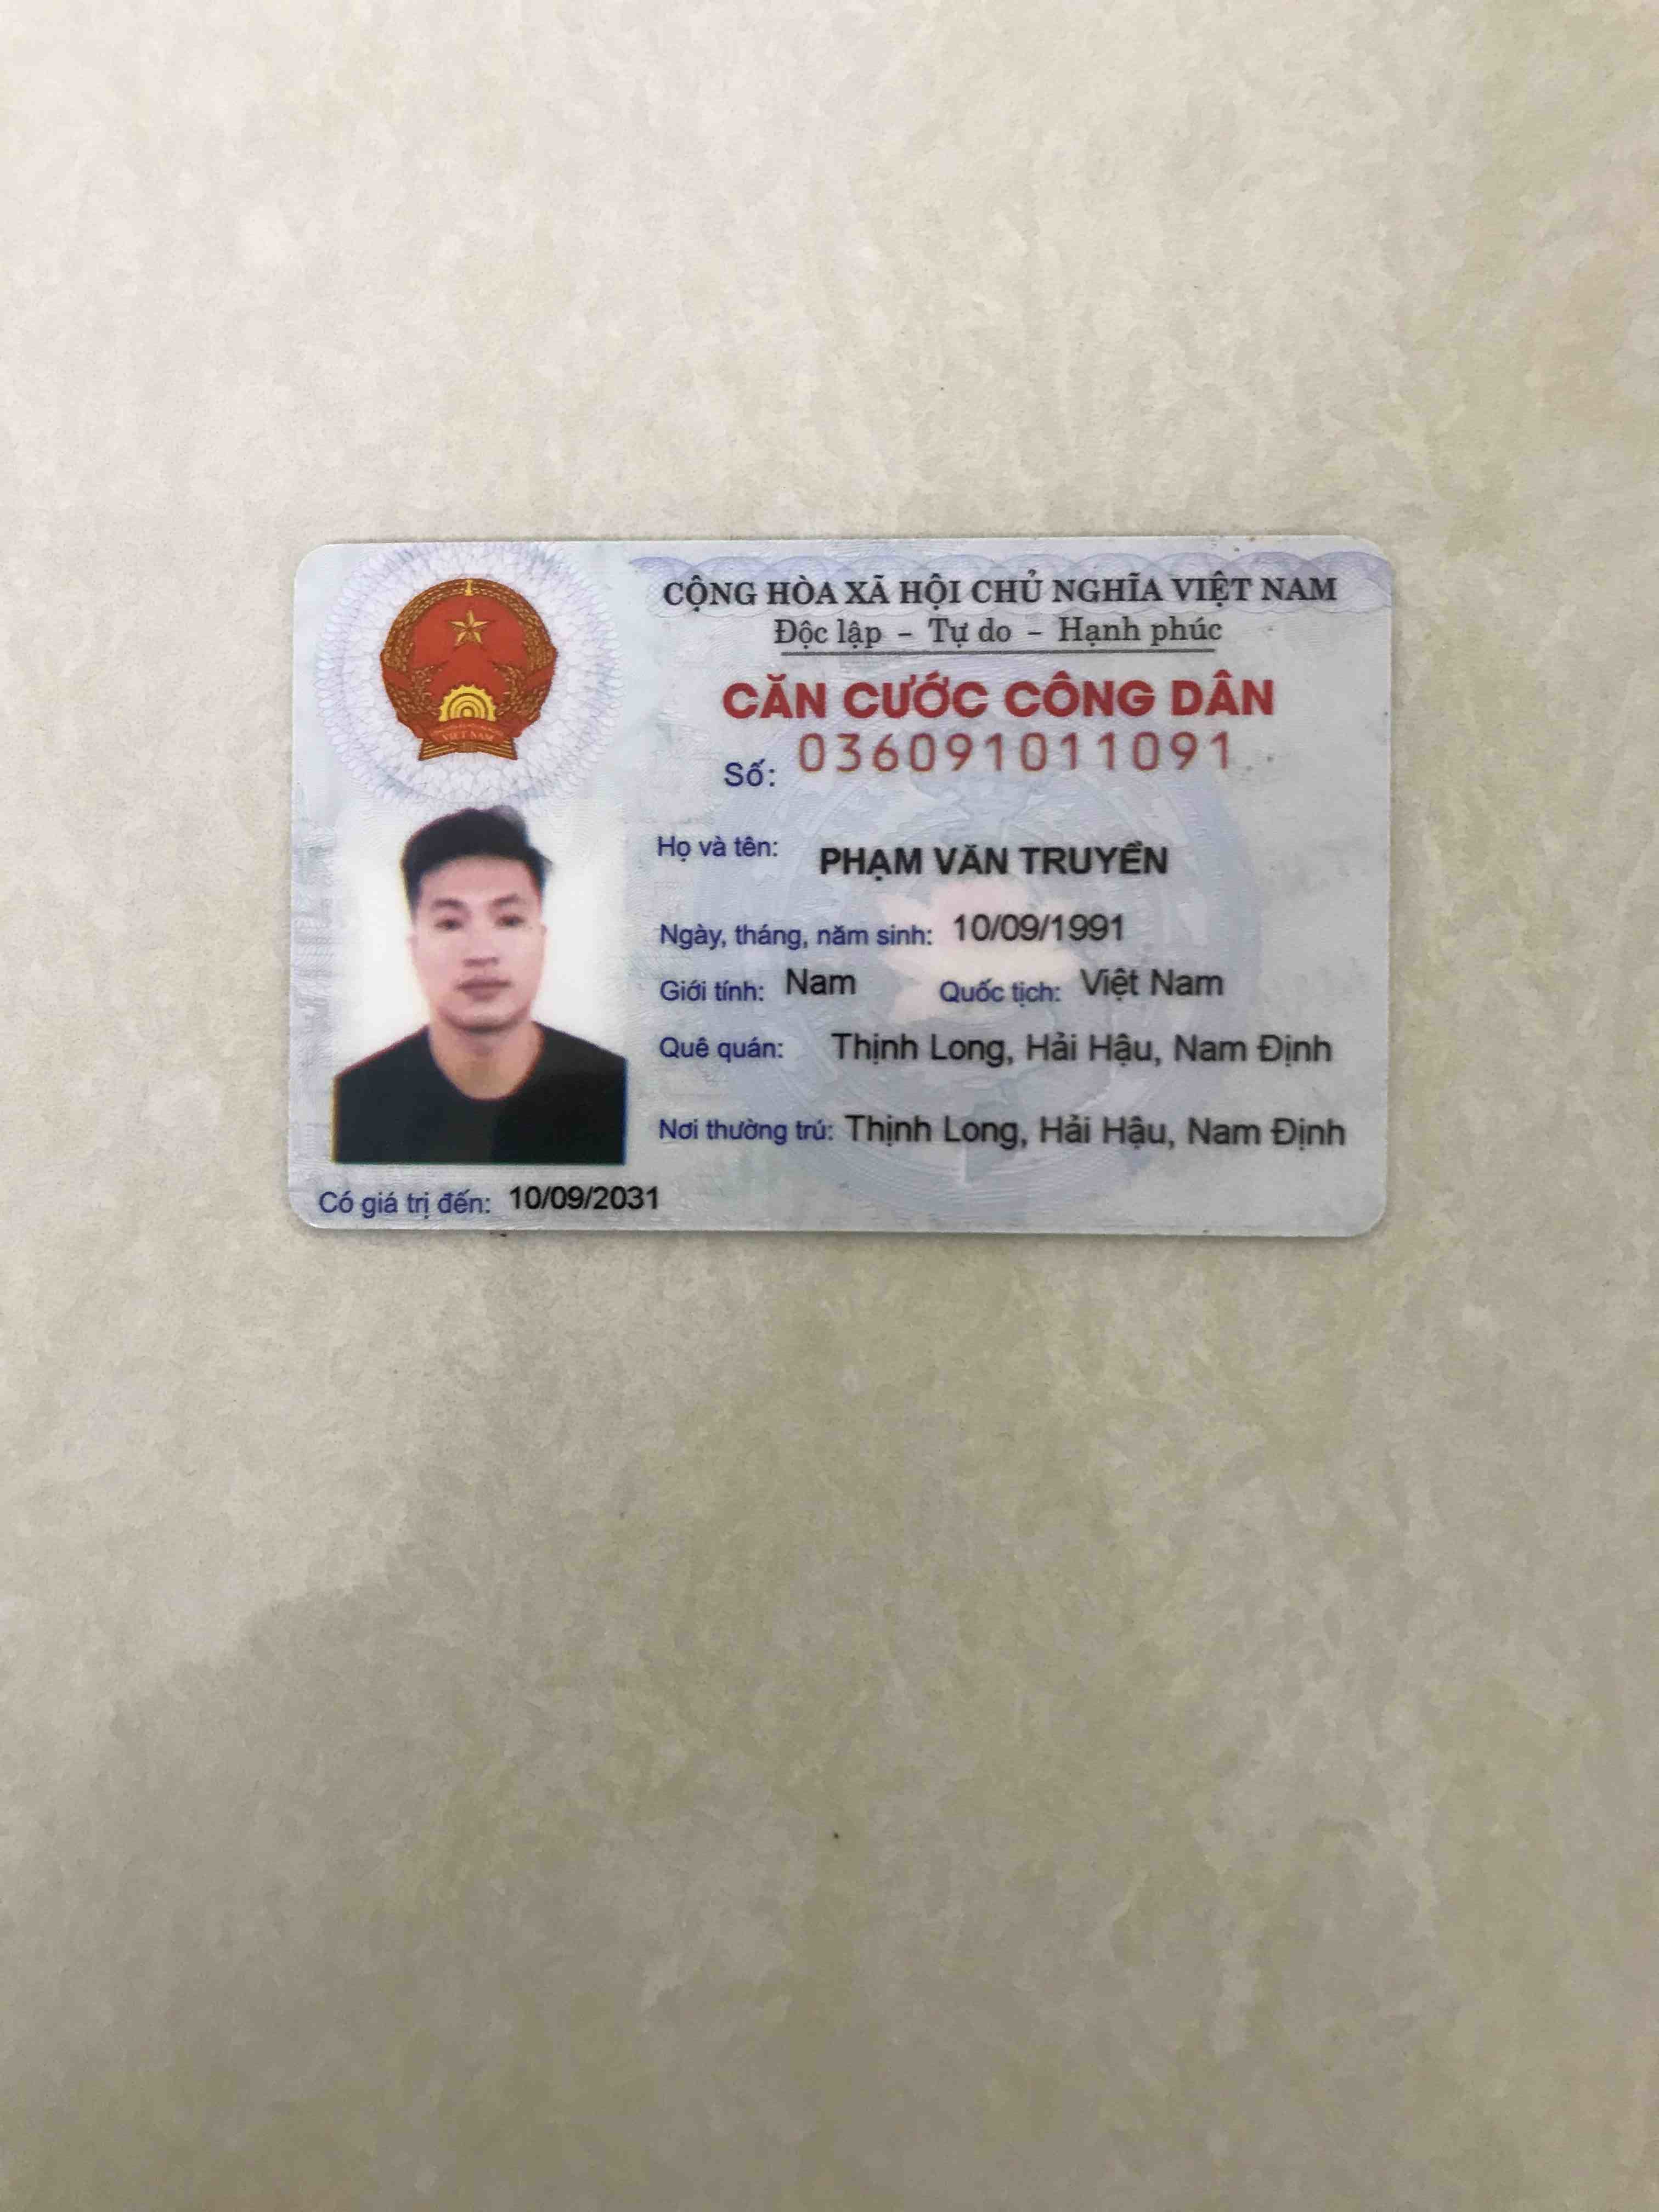 CỘNG HÒA XÃ HỘI CHỦ NGHĨA VIỆT NAM
Độc lập – Tự do – Hạnh phúc
CĂN CƯỚC CÔNG DÂN
Số: 036091011091
Họ và tên: PHẠM VĂN TRUYỀN
Ngày, tháng, năm sinh: 10/09/1991
Giới tính: Nam Quốc tịch: Việt Nam
Quê quán: Thịnh Long, Hải Hậu, Nam Định
Nơi thường trú: Thịnh Long, Hải Hậu, Nam Định
Có giá trị đến: 10/09/2031
VIỆT NAM